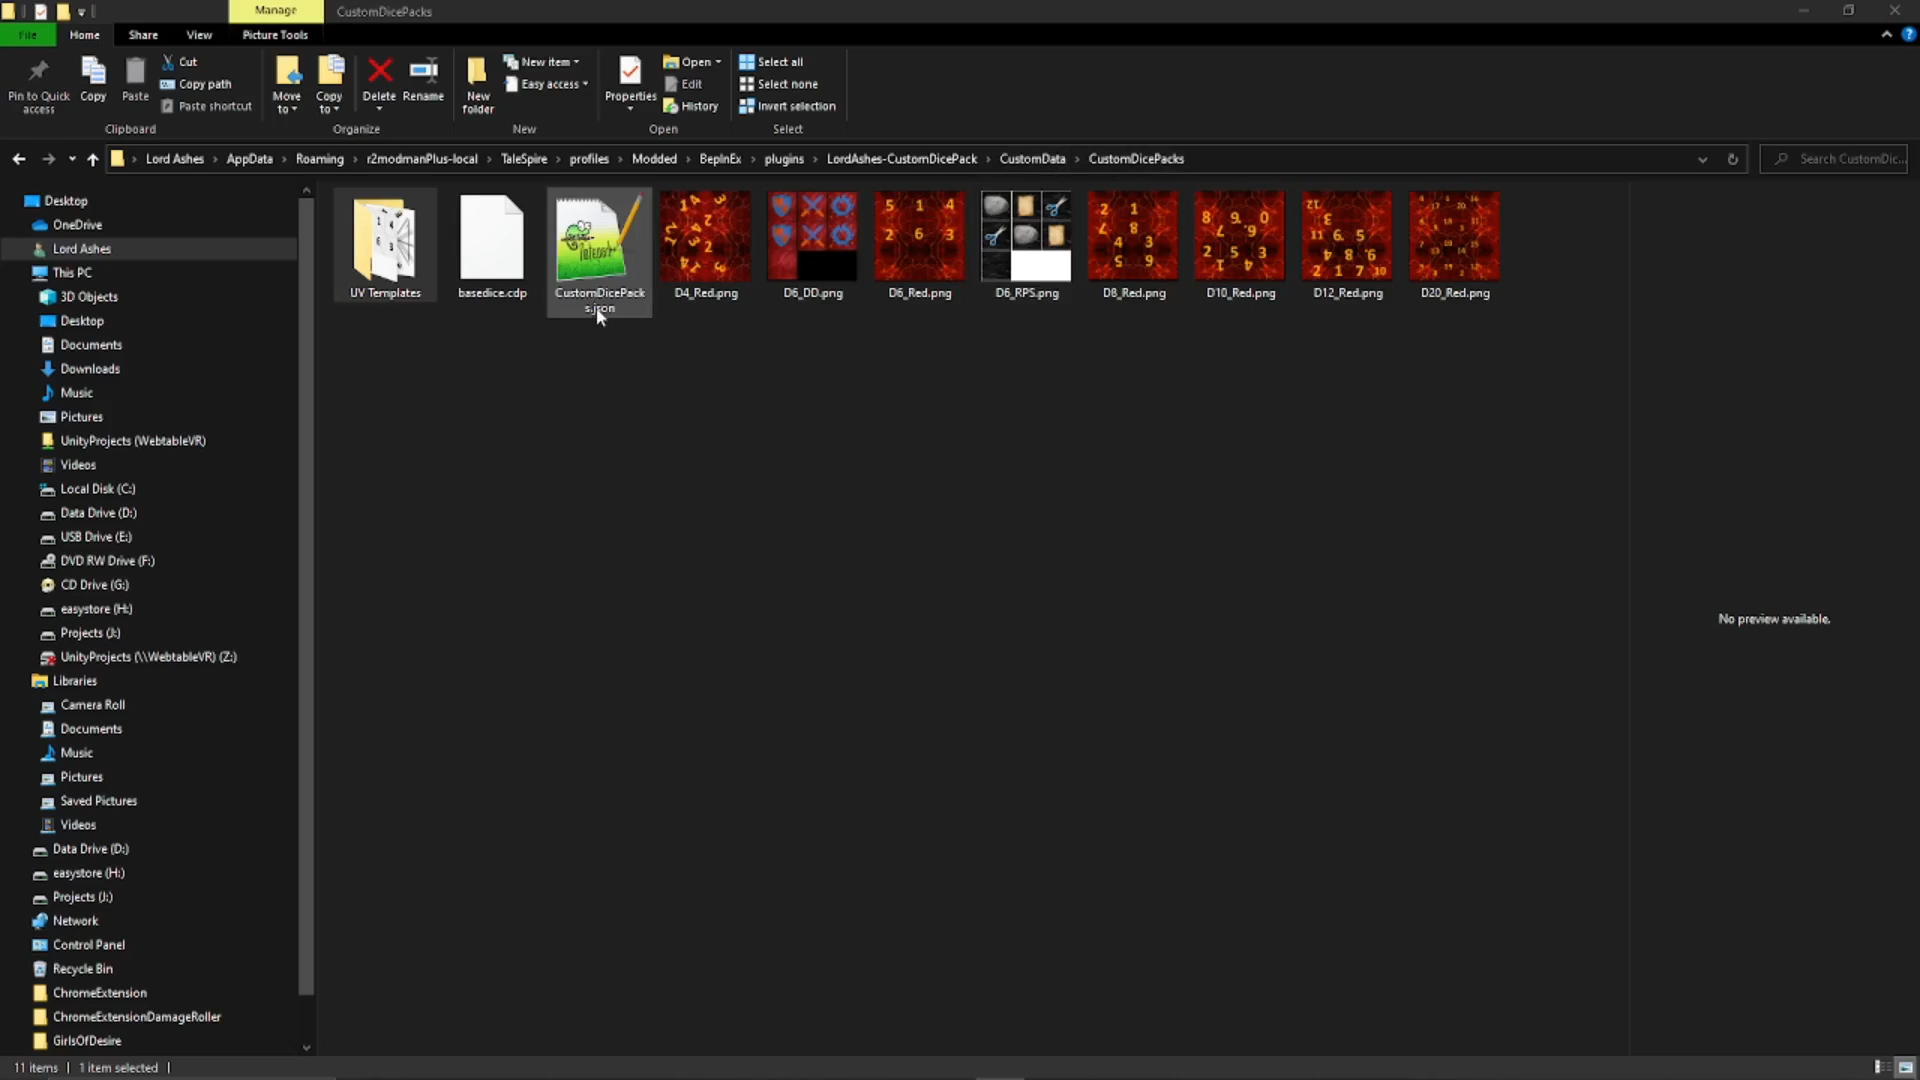 Manage
CustomDicePacks
File
Home
Share
View
Picture Tools
Pin to Quick access
Copy
Paste
Cut
Copy path
Paste shortcut
Clipboard
Move to
Copy to
Delete
Rename
Organize
New folder
New item
Easy access
New
Properties
Open
Edit
History
Open
Select all
Select none
Invert selection
Select
Lord Ashes
AppData
Roaming
r2modmanPlus-local
TaleSpire
profiles
Modded
BepInEx
plugins
LordAshes-CustomDicePack
CustomData
CustomDicePacks
Search CustomDic...
Desktop
OneDrive
Lord Ashes
This PC
3D Objects
Desktop
Documents
Downloads
Music
Pictures
UnityProjects (WebtableVR)
Videos
Local Disk (C:)
Data Drive (D:)
USB Drive (E:)
DVD RW Drive (F:)
CD Drive (G:)
easystore (H:)
Projects (J:)
UnityProjects (\\WebtableVR) (Z:)
Libraries
Camera Roll
Documents
Music
Pictures
Saved Pictures
Videos
Data Drive (D:)
easystore (H:)
Projects (J:)
Network
Control Panel
Recycle Bin
ChromeExtension
ChromeExtensionDamageRoller
GirlsOfDesire
UV Templates
basedice.cdp
CustomDicePack
s.json
D4_Red.png
D6_DD.png
D6_Red.png
D6_RPS.png
D8_Red.png
D10_Red.png
D12_Red.png
D20_Red.png
No preview available.
11 items
1 item selected